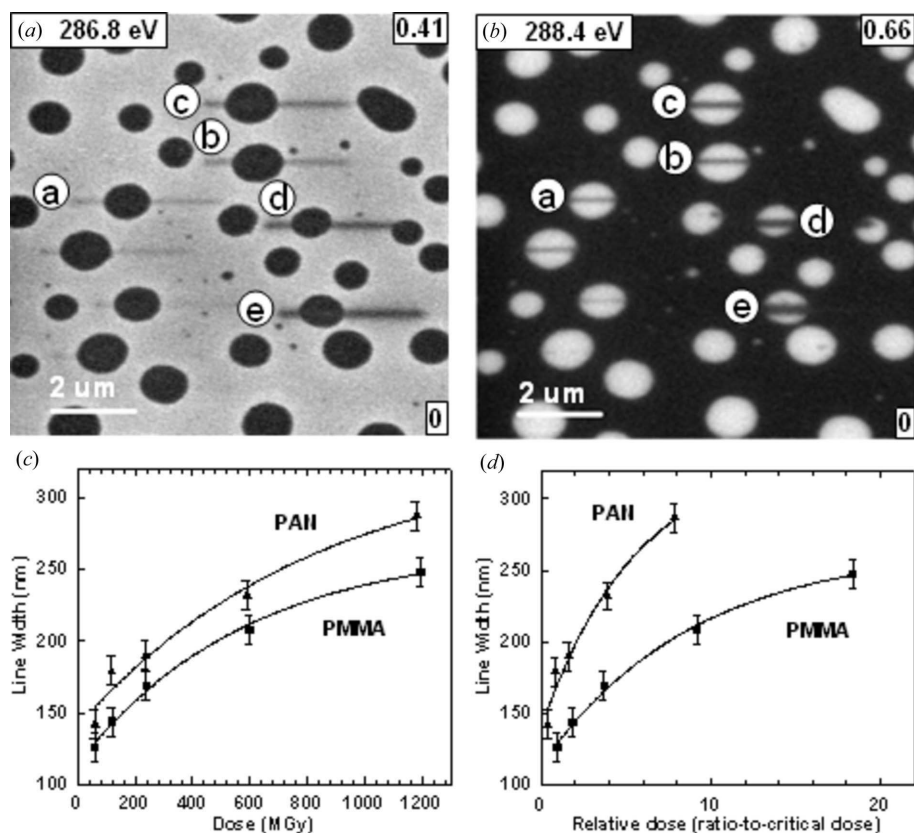 (a) 286.8 eV 0.41
c
b
a
d
e
2 um
0
(b) 288.4 eV 0.66
c
b
a
d
e
2 um
0
(c)
300
250
200
150
100
Line Width (nm)
PAN
PMMA
0 200 400 600 800 1000 1200
Dose (MGy)
(d)
300
250
200
150
100
Line Width (nm)
PAN
PMMA
0 10 20
Relative dose (ratio-to-critical dose)